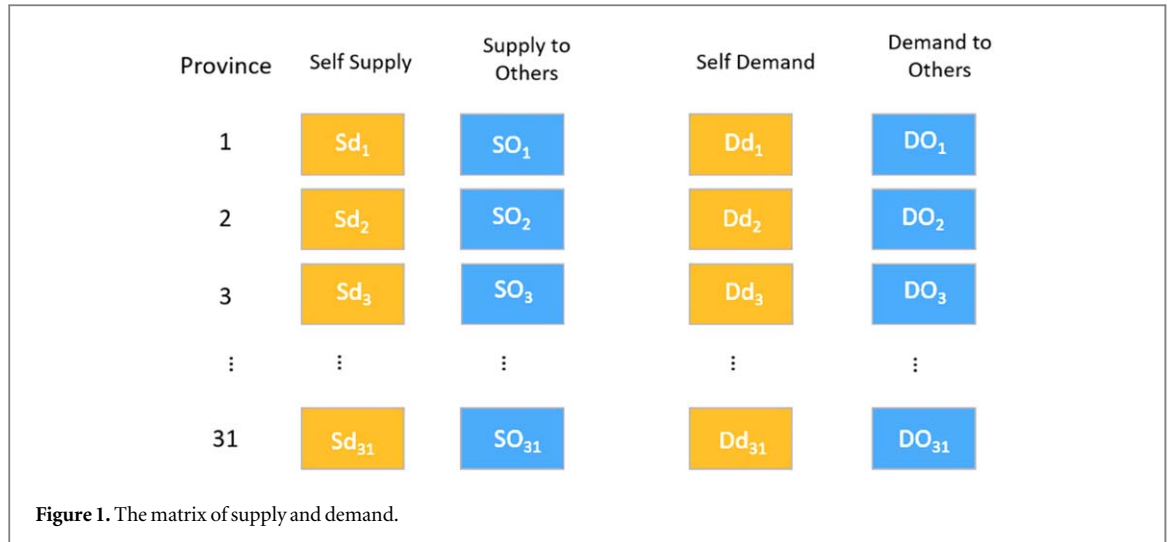 Province Self Supply Supply to Others Self Demand Demand to Others
1 Sd₁ SO₁ Dd₁ DO₁
2 Sd₂ SO₂ Dd₂ DO₂
3 Sd₃ SO₃ Dd₃ DO₃
⋮ ⋮ ⋮ ⋮ ⋮
31 Sd₃₁ SO₃₁ Dd₃₁ DO₃₁
Figure 1. The matrix of supply and demand.